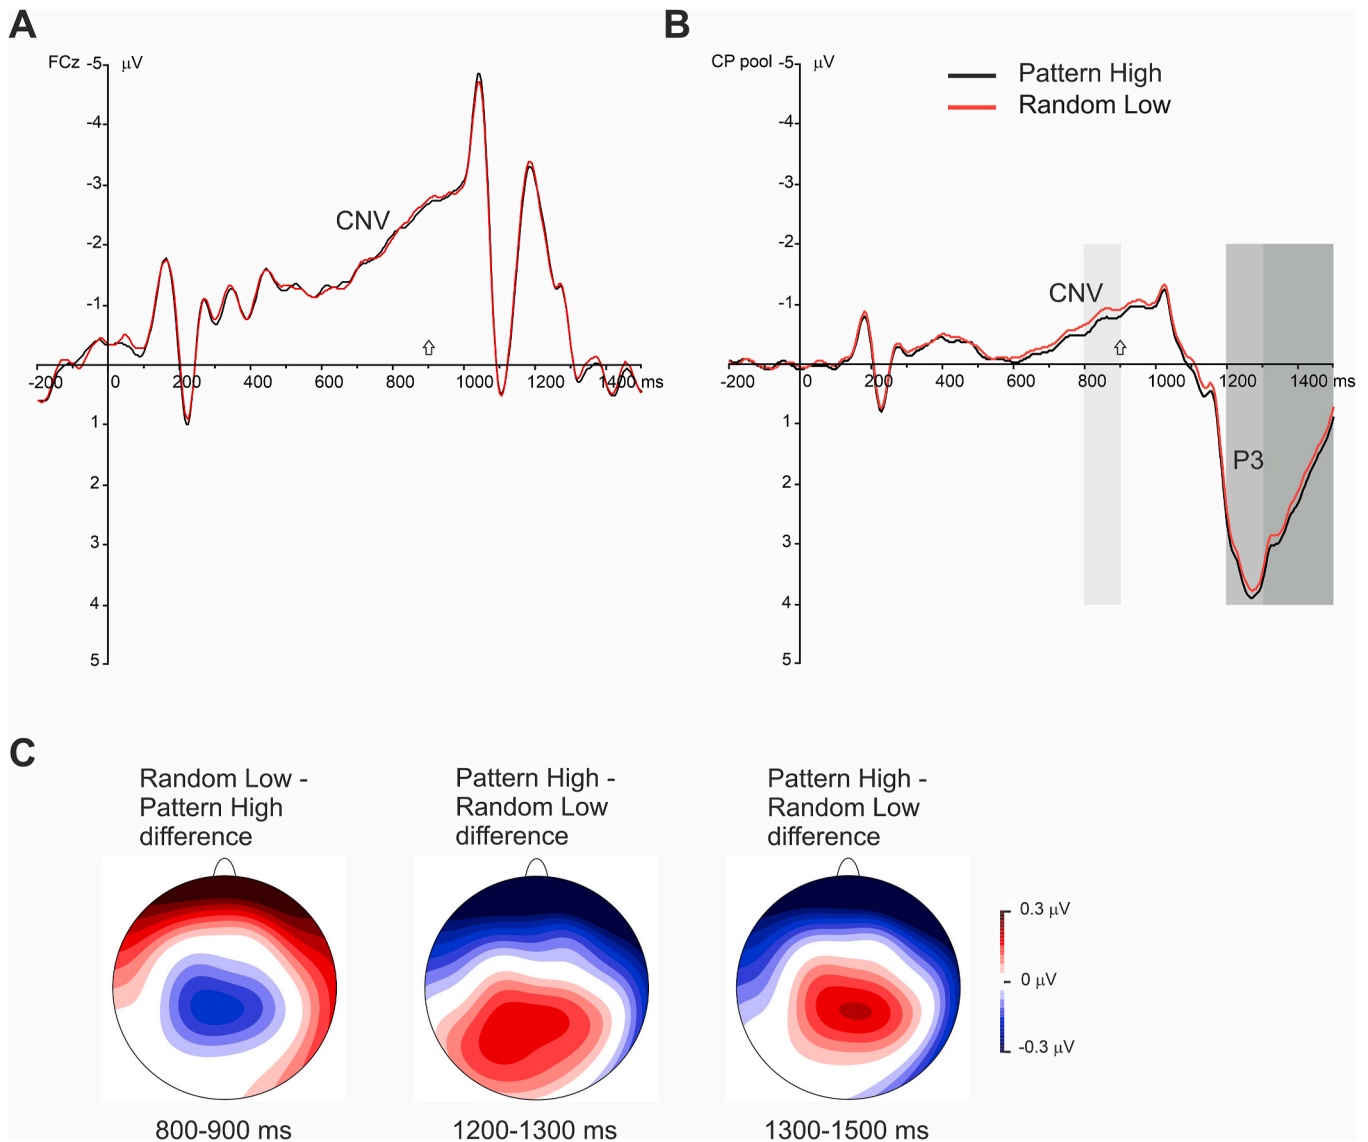 A
B
FCz -5 μV
-4
-3
-2
-1
1
2
3
4
5
-200 0 200 400 600 800 1000 1200 1400 ms
CNV
CP pool -5 μV
-4
-3
-2
-1
1
2
3
4
5
-200 0 200 400 600 800 1000 1200 1400 ms
CNV
P3
Pattern High
Random Low
C
Random Low -
Pattern High
difference
800-900 ms
Pattern High -
Random Low
difference
1200-1300 ms
Pattern High -
Random Low
difference
1300-1500 ms
0.3 μV
0 μV
-0.3 μV